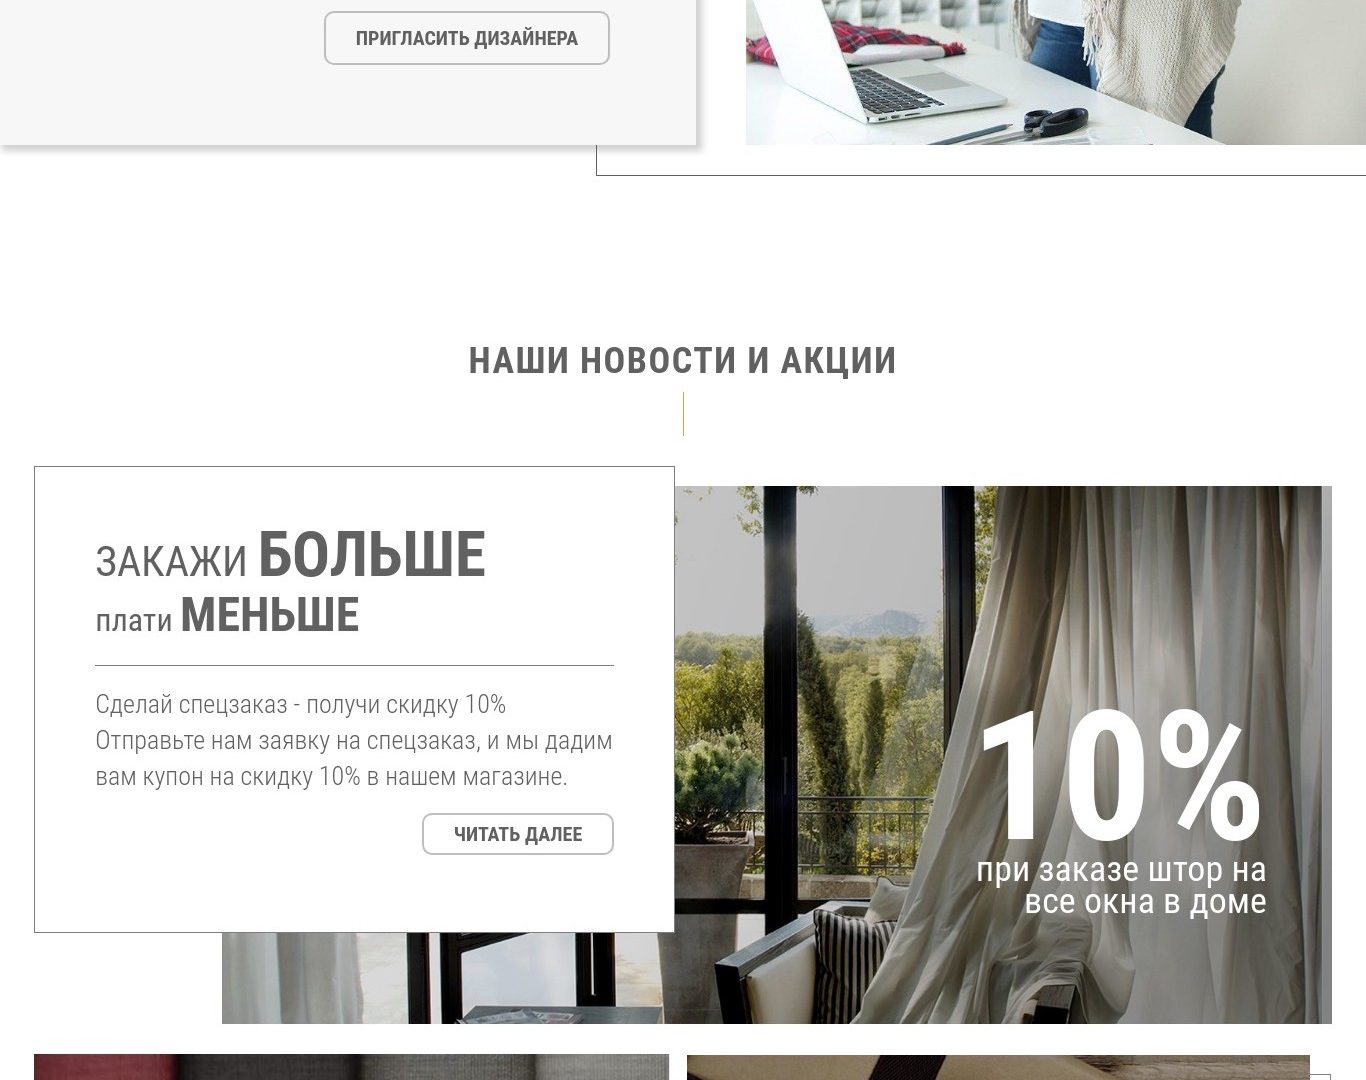 ПРИГЛАСИТЬ ДИЗАЙНЕРА
НАШИ НОВОСТИ И АКЦИИ
ЗАКАЖИ БОЛЬШЕ
плати МЕНЬШЕ
Сделай спецзаказ - получи скидку 10%
Отправьте нам заявку на спецзаказ, и мы дадим
вам купон на скидку 10% в нашем магазине.
ЧИТАТЬ ДАЛЕЕ
10%
при заказе штор на
все окна в доме